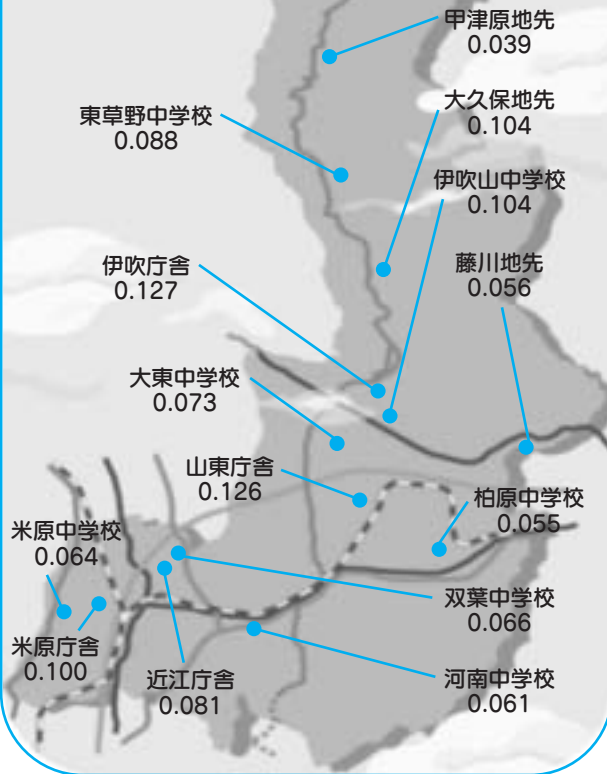 甲津原地先
0.039
大久保地先
0.104
東草野中学校
0.088
伊吹山中学校
0.104
伊吹庁舎
0.127
藤川地先
0.056
大東中学校
0.073
山東庁舎
0.126
柏原中学校
0.055
米原中学校
0.064
双葉中学校
0.066
米原庁舎
0.100
近江庁舎
0.081
河南中学校
0.061